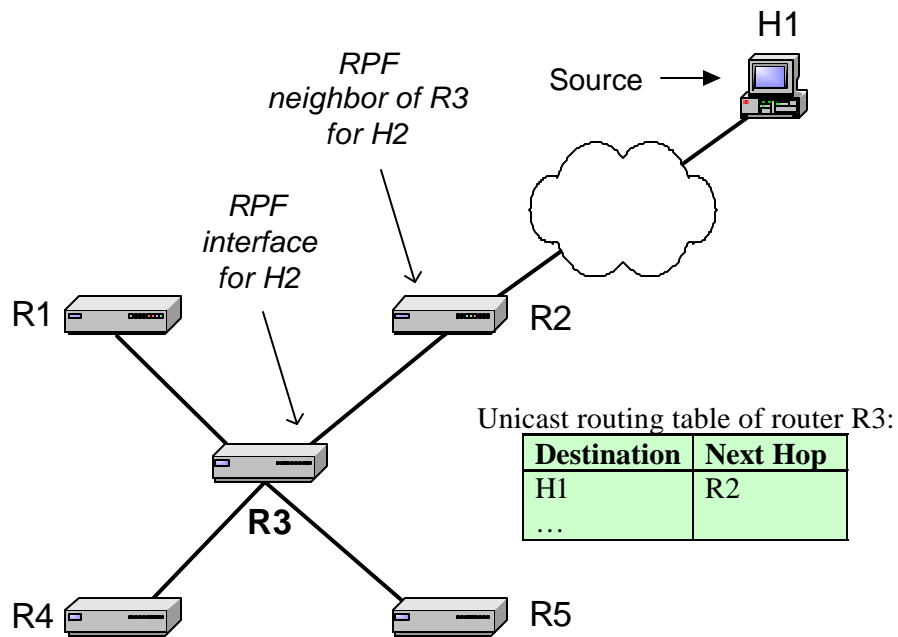 H1
RPF
neighbor of R3
for H2
Source
RPF
interface
for H2
R1
R2
Unicast routing table of router R3:
Destination Next Hop
H1 R2
…
R3
R4
R5